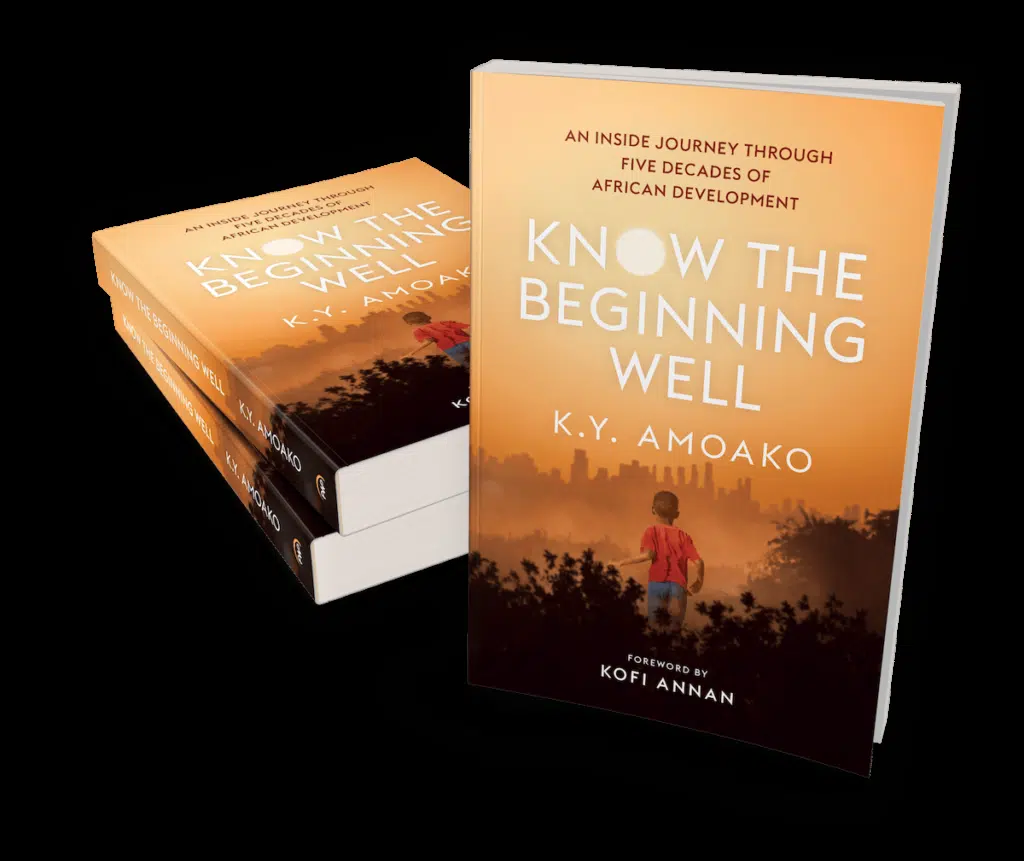 AN INSIDE JOURNEY THROUGH
FIVE DECADES OF
AFRICAN DEVELOPMENT
KNOW THE
BEGINNING
WELL
K.Y. AMOAKO
FOREWORD BY
KOFI ANNAN
AN INSIDE JOURNEY THROUGH
FIVE DECADES OF
AFRICAN DEVELOPMENT
KNOW THE
BEGINNING
WELL
K.Y. AMOAK
KNOW THE BEGINNING WELL K.Y. AMOAKO
KNOW THE BEGINNING WELL K.Y. AMOAKO